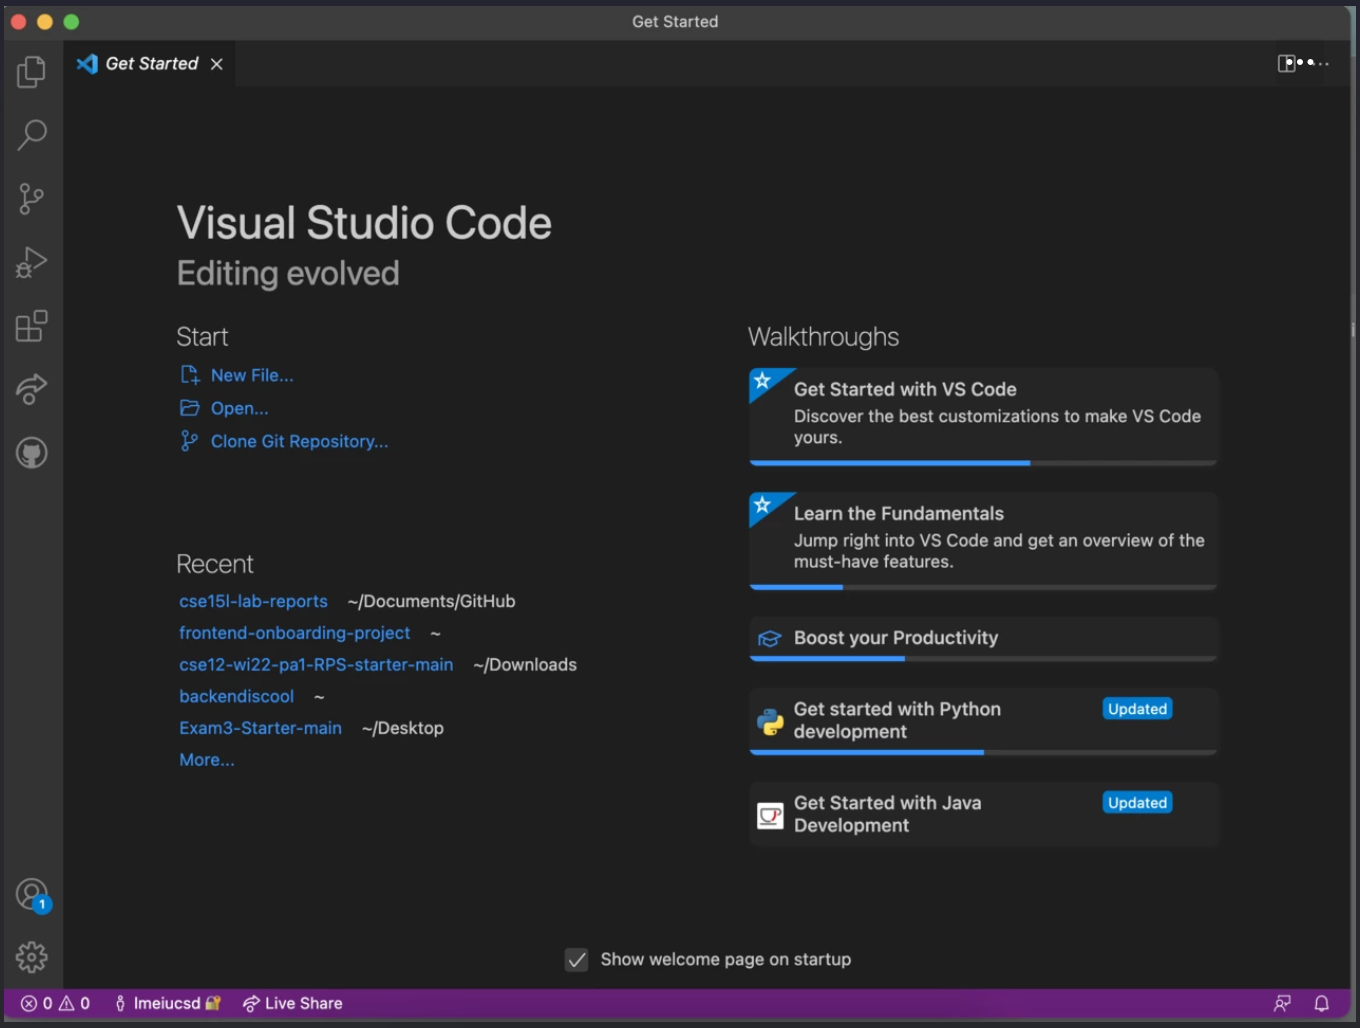 Get Started
Get Started
Visual Studio Code
Editing evolved
Start
New File...
Open...
Clone Git Repository...
Recent
cse15l-lab-reports ~/Documents/GitHub
frontend-onboarding-project ~
cse12-wi22-pa1-RPS-starter-main ~/Downloads
backendiscool ~
Exam3-Starter-main ~/Desktop
More...
Walkthroughs
Get Started with VS Code
Discover the best customizations to make VS Code
yours.
Learn the Fundamentals
Jump right into VS Code and get an overview of the
must-have features.
Boost your Productivity
Get started with Python Updated
development
Get Started with Java Updated
Development
1
Show welcome page on startup
0 0 lmeiucsd Live Share